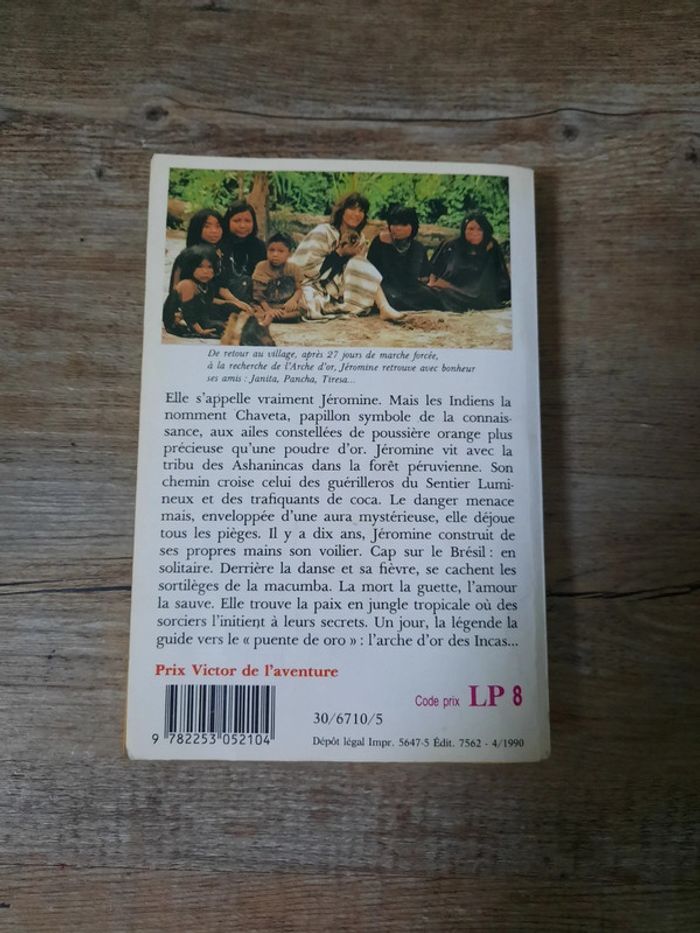 De retour au village, après 27 jours de marche forcée,
à la recherche de l'Arche d'or, Jéromine retrouve avec bonheur
ses amis : Janita, Pancha, Tiresa...
Elle s'appelle vraiment Jéromine. Mais les Indiens la
nomment Chaveta, papillon symbole de la connais-
sance, aux ailes constellées de poussière orange plus
précieuse qu'une poudre d'or. Jéromine vit avec la
tribu des Ashanincas dans la forêt péruvienne. Son
chemin croise celui des guérilleros du Sentier Lumi-
neux et des trafiquants de coca. Le danger menace
mais, enveloppée d'une aura mystérieuse, elle déjoue
tous les pièges. Il y a dix ans, Jéromine construit de
ses propres mains son voilier. Cap sur le Brésil : en
solitaire. Derrière la danse et sa fièvre, se cachent les
sortilèges de la macumba. La mort la guette, l'amour
la sauve. Elle trouve la paix en jungle tropicale où des
sorciers l'initient à leurs secrets. Un jour, la légende la
guide vers le « puente de oro » : l'arche d'or des Incas...
Prix Victor de l'aventure
Code prix LP 8
30/6710/5
9 782253 052104
Dépôt légal Impr. 5647-5 Édit. 7562 - 4/1990